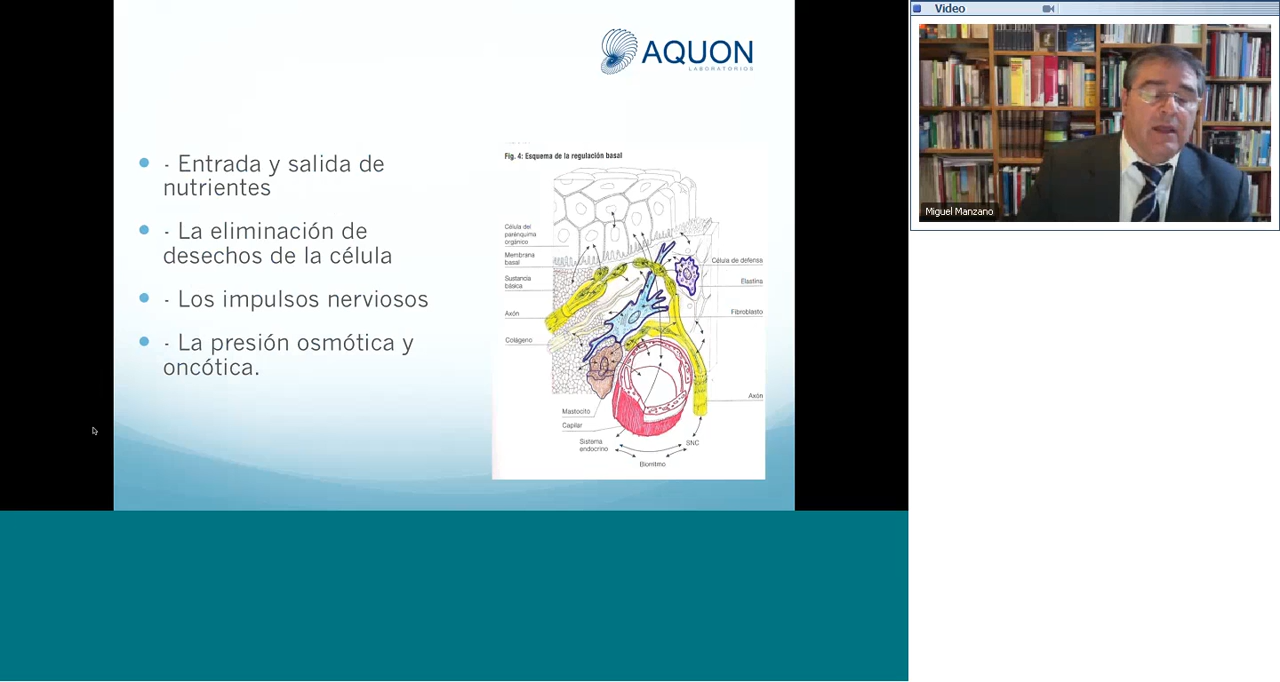 AQUON
LABORATORIOS
- Entrada y salida de
nutrientes
- La eliminación de
desechos de la célula
- Los impulsos nerviosos
- La presión osmótica y
oncótica.
Fig. 4: Esquema de la regulación basal
Célula del
parénquima
orgánico
Membrana
basal
Sustancia
básica
Axón
Colágeno
Célula de defensa
Elastina
Fibroblasto
Axón
Mastocito
Capilar
Sistema
endocrino
SNC
Biorritmo
Video
Miguel Manzano